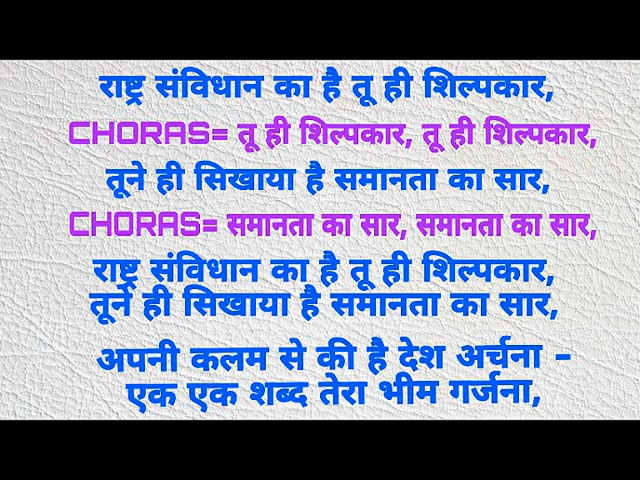 राष्ट्र संविधान का है तू ही शिल्पकार,
CHORAS= तू ही शिल्पकार, तू ही शिल्पकार,
तूने ही सिखाया है समानता का सार,
CHORAS= समानता का सार, समानता का सार,
राष्ट्र संविधान का है तू ही शिल्पकार,
तूने ही सिखाया है समानता का सार,
अपनी कलम से की है देश अर्चना -
एक एक शब्द तेरा भीम गर्जना,